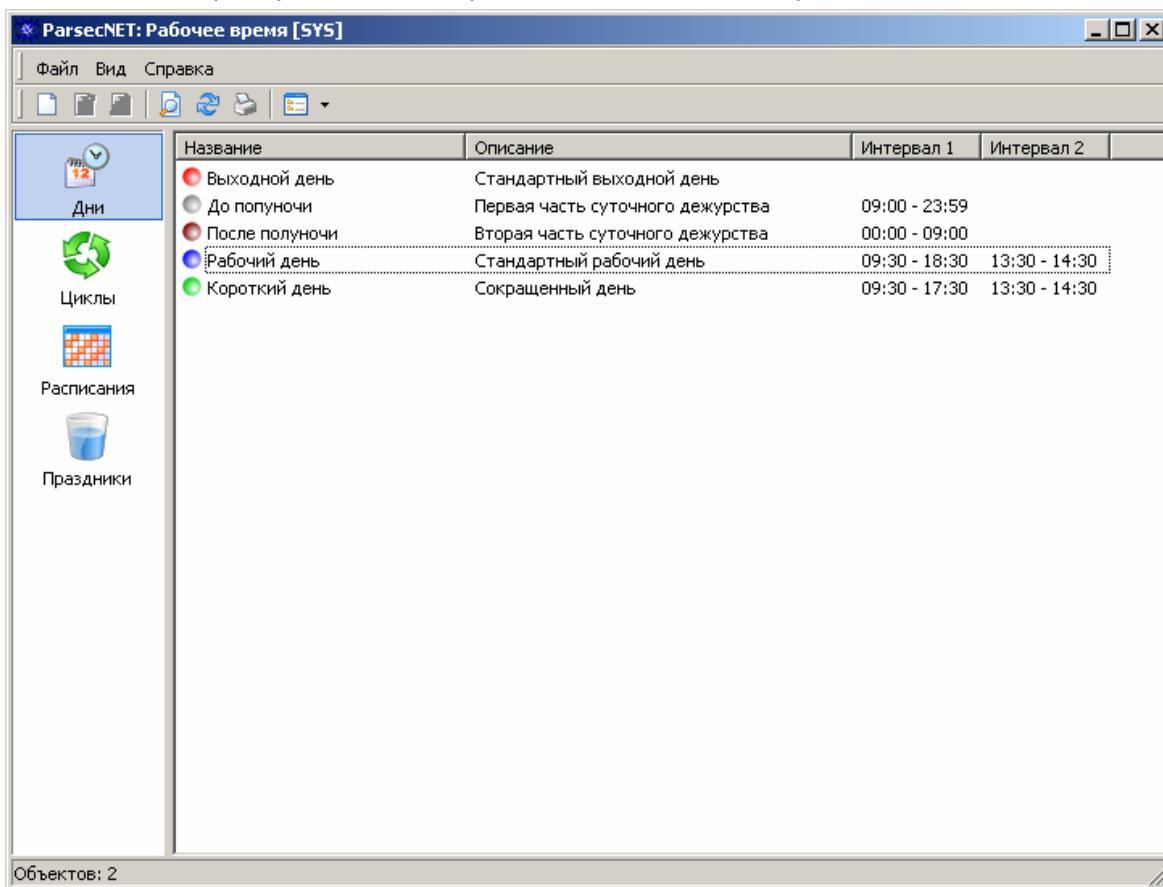 ParsecNET: Рабочее время [SYS]
Файл Вид Справка
Название Описание Интервал 1 Интервал 2
Выходной день Стандартный выходной день
До попуночи Первая часть суточного дежурства 09:00 - 23:59
После полуночи Вторая часть суточного дежурства 00:00 - 09:00
Рабочий день Стандартный рабочий день 09:30 - 18:30 13:30 - 14:30
Короткий день Сокращенный день 09:30 - 17:30 13:30 - 14:30
12
Дни
Циклы
Расписания
Праздники
Объектов: 2